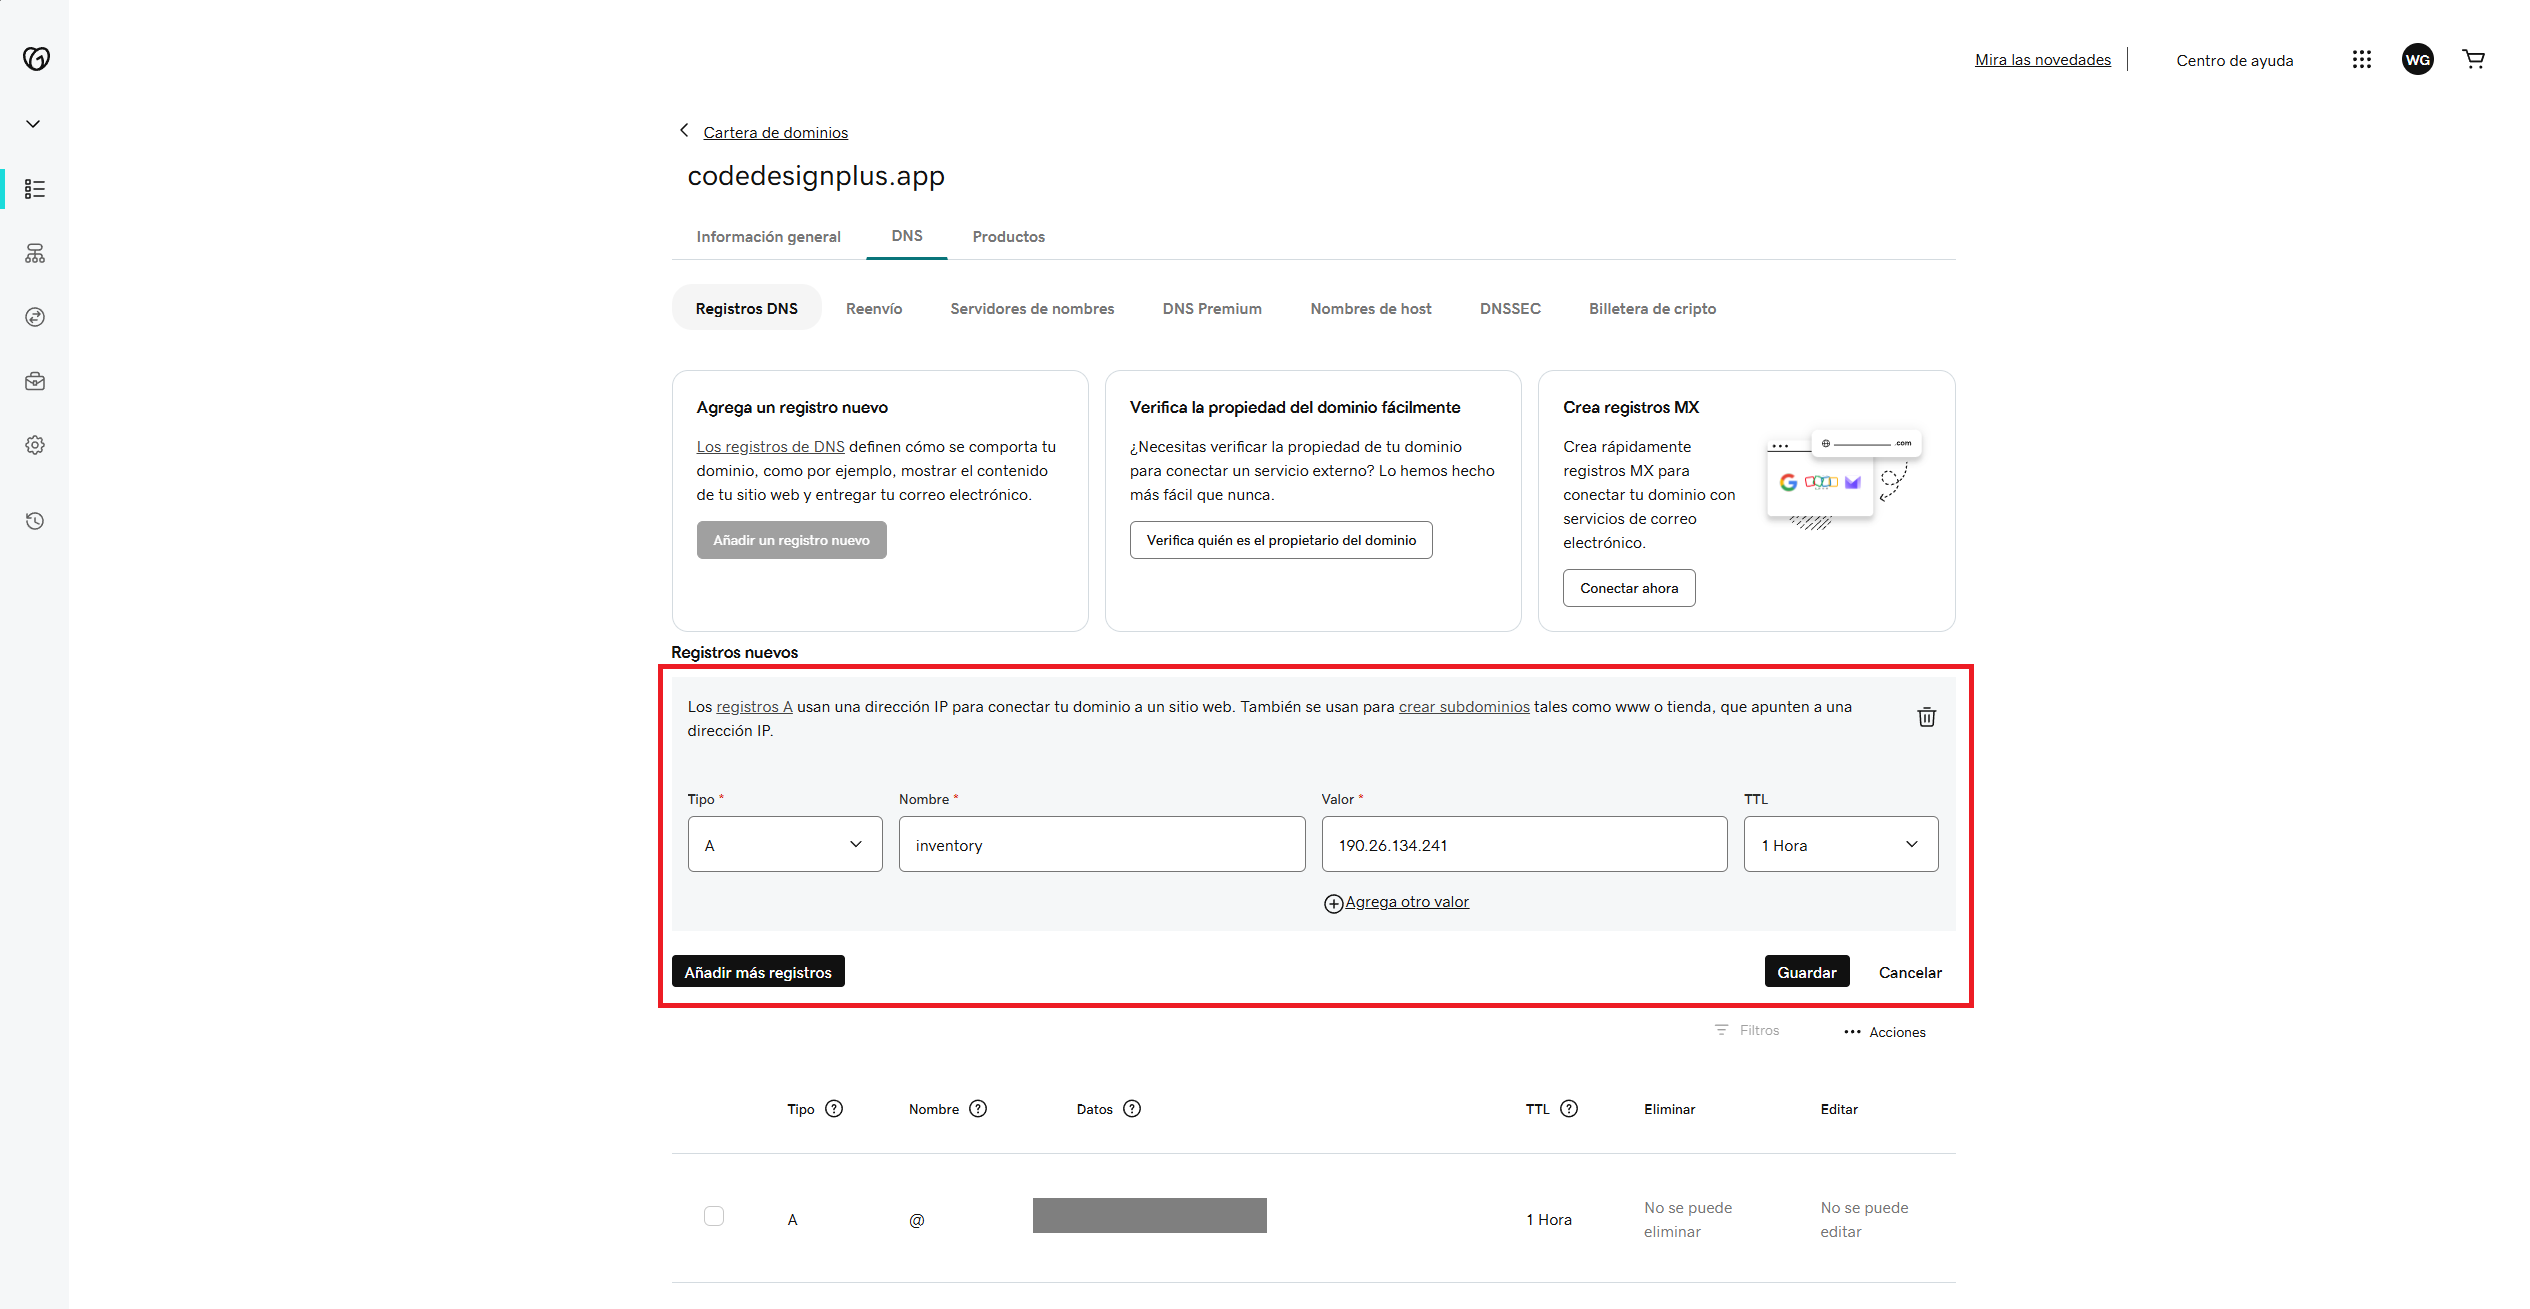 Mira las novedades
Centro de ayuda
WG
Cartera de dominios
codedesignplus.app
Información general
DNS
Productos
Registros DNS
Reenvío
Servidores de nombres
DNS Premium
Nombres de host
DNSSEC
Billetera de cripto
Agrega un registro nuevo
Los registros de DNS definen cómo se comporta tu
dominio, como por ejemplo, mostrar el contenido
de tu sitio web y entregar tu correo electrónico.
Añadir un registro nuevo
Verifica la propiedad del dominio fácilmente
¿Necesitas verificar la propiedad de tu dominio
para conectar un servicio externo? Lo hemos hecho
más fácil que nunca.
Verifica quién es el propietario del dominio
Crea registros MX
Crea rápidamente
registros MX para
conectar tu dominio con
servicios de correo
electrónico.
.com
Conectar ahora
Registros nuevos
Los registros A usan una dirección IP para conectar tu dominio a un sitio web. También se usan para crear subdominios tales como www o tienda, que apunten a una
dirección IP.
Tipo *
Nombre *
Valor *
TTL
A
inventory
190.26.134.241
1 Hora
Agrega otro valor
Añadir más registros
Guardar
Cancelar
Filtros
Acciones
Tipo
Nombre
Datos
TTL
Eliminar
Editar
A
@
1 Hora
No se puede
eliminar
No se puede
editar